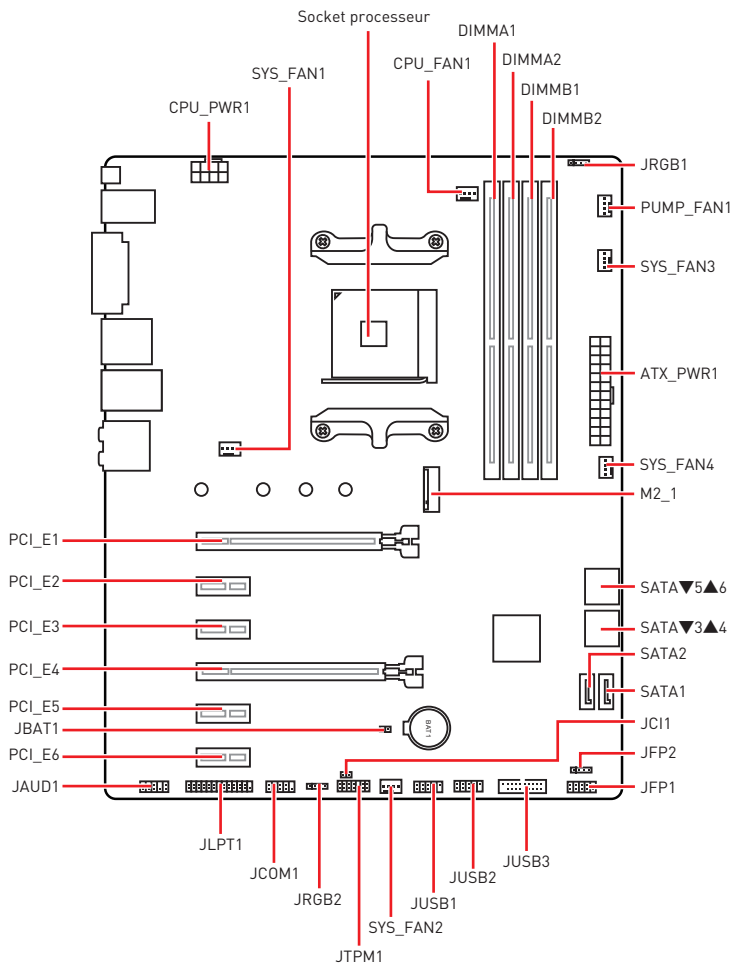 Socket processeur
DIMMA1
CPU_FAN1
DIMMA2
SYS_FAN1
DIMMB1
CPU_PWR1
DIMMB2
JRGB1
PUMP_FAN1
SYS_FAN3
ATX_PWR1
SYS_FAN4
M2_1
PCI_E1
PCI_E2
SATA▼5▲6
PCI_E3
SATA▼3▲4
SATA2
PCI_E4
SATA1
PCI_E5
JCI1
JBAT1
BAT1
PCI_E6
JFP2
JAUD1
JFP1
JLPT1
JCOM1
JRGB2
JTPM1
SYS_FAN2
JUSB1
JUSB2
JUSB3